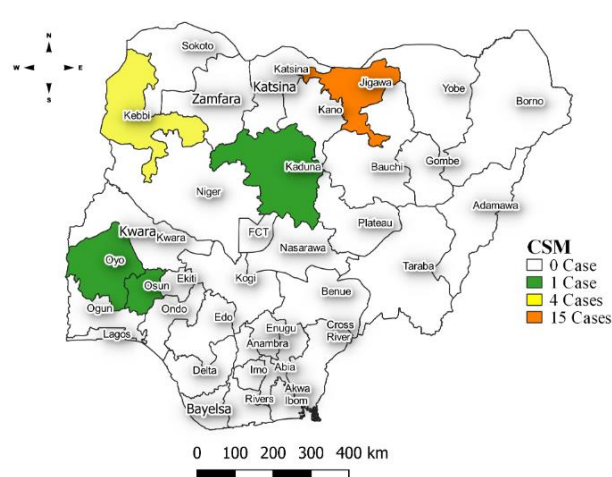 N
W E
S
Sokoto
Katsina
Katsina
Jigawa
Zamfara
Yobe
Borno
Kebbi
Kano
Kaduna
Bauchi
Gombe
Niger
Adamawa
Plateau
Kwara
Kwara
FCT
Nasarawa
Oyo
Taraba
Osun
Ekiti
Kogi
Benue
Ogun
Ondo
Edo
Lagos
Enugu
Cross
River
Anambra
Delta
Imo
Abia
Akwa
Ibom
Rivers
Bayelsa
CSM
0 Case
1 Case
4 Cases
15 Cases
0 100 200 300 400 km